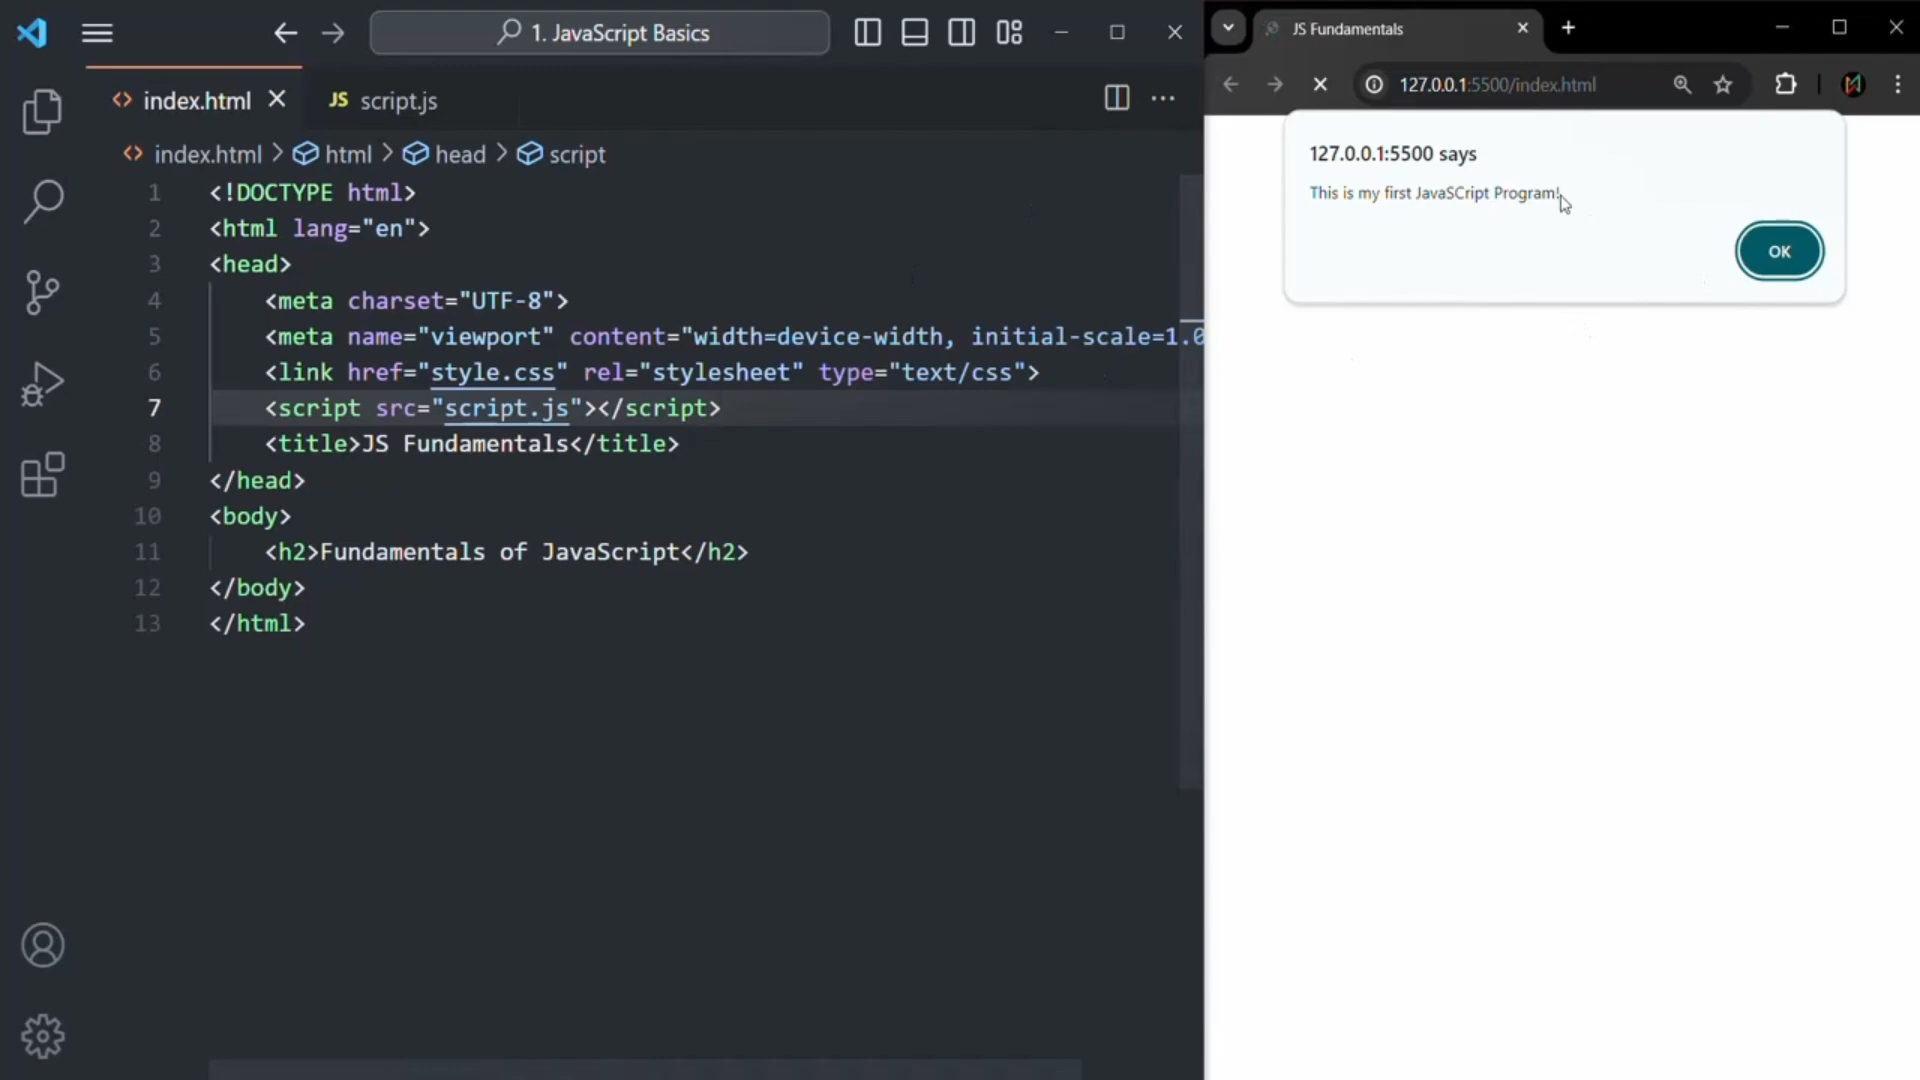 1. JavaScript Basics
index.html
JS script.js
index.html > html > head > script
1 <!DOCTYPE html>
2 <html lang="en">
3 <head>
4 <meta charset="UTF-8">
5 <meta name="viewport" content="width=device-width, initial-scale=1.0
6 <link href="style.css" rel="stylesheet" type="text/css">
7 <script src="script.js"></script>
8 <title>JS Fundamentals</title>
9 </head>
10 <body>
11 <h2>Fundamentals of JavaScript</h2>
12 </body>
13 </html>
JS Fundamentals
127.0.0.1:5500/index.html
127.0.0.1:5500 says
This is my first JavaSCript Program!
OK